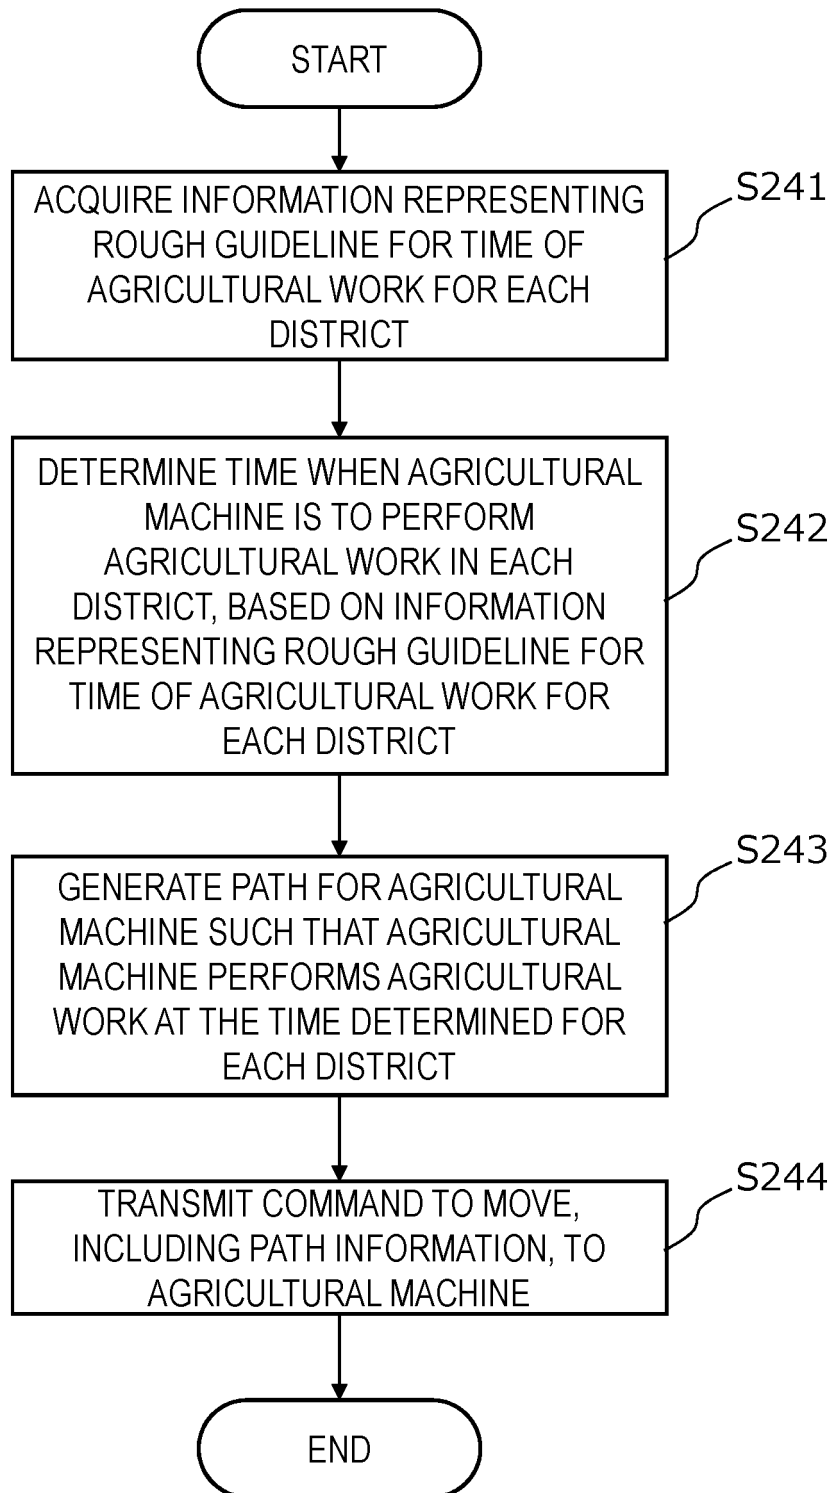 START
S241
ACQUIRE INFORMATION REPRESENTING
ROUGH GUIDELINE FOR TIME OF
AGRICULTURAL WORK FOR EACH
DISTRICT
S242
DETERMINE TIME WHEN AGRICULTURAL
MACHINE IS TO PERFORM
AGRICULTURAL WORK IN EACH
DISTRICT, BASED ON INFORMATION
REPRESENTING ROUGH GUIDELINE FOR
TIME OF AGRICULTURAL WORK FOR
EACH DISTRICT
S243
GENERATE PATH FOR AGRICULTURAL
MACHINE SUCH THAT AGRICULTURAL
MACHINE PERFORMS AGRICULTURAL
WORK AT THE TIME DETERMINED FOR
EACH DISTRICT
S244
TRANSMIT COMMAND TO MOVE,
INCLUDING PATH INFORMATION, TO
AGRICULTURAL MACHINE
END